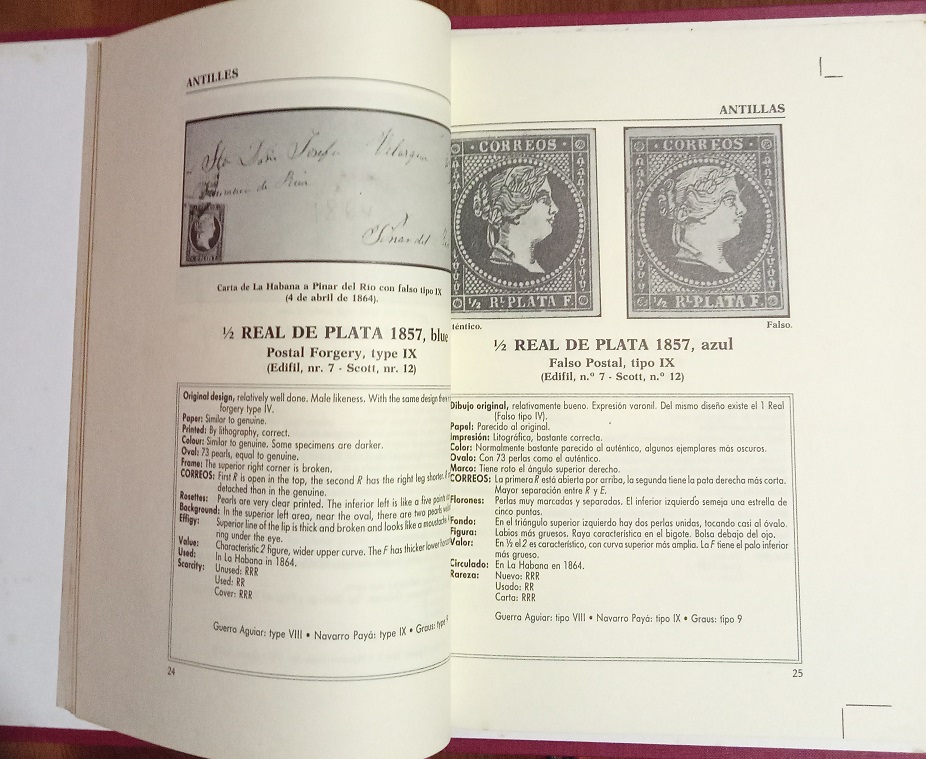 ANTILLES
Carta de La Habana a Pinar del Río con falso tipo IX
(4 de abril de 1864).
½ REAL DE PLATA 1857, blue
Postal Forgery, type IX
(Edifil, nr. 7 - Scott, nr. 12)
Original design, relatively well done. Male likeness. With the same design
forgery type IV.
Paper: Similar to genuine.
Printed: By lithography, correct.
Colour: Similar to genuine. Some specimens are darker.
Oval: 73 pearls, equal to genuine.
Frame: The superior right corner is broken.
CORREOS: First R is open in the top, the second R has the right leg shorter.
detached than in the genuine.
Rosettes: Pearls are very clear printed. The inferior left is like a five
Background: In the superior left area, near the oval, there are two pearls
Effigy: Superior line of the lip is thick and broken and looks like a moustache
ring under the eye.
Value: Characteristic 2 figure, wider upper curve. The F has thicker lower
Used: In La Habana in 1864.
Scarcity: Unused: RRR
Used: RR
Cover: RRR
Guerra Aguiar: type VIII • Navarro Payá: type IX • Graus: type
24
ANTILLAS
CORREOS
½ RL PLATA F.
CORREOS
½ RL PLATA F.
téntico.
Falso.
½ REAL DE PLATA 1857, azul
Falso Postal, tipo IX
(Edifil, n.º 7 - Scott, n.º 12)
Dibujo original, relativamente bueno. Expresión varonil. Del mismo diseño existe el 1 Real
(Falso tipo IV).
Papel: Parecido al original.
Impresión: Litográfica, bastante correcta.
Color: Normalmente bastante parecido al auténtico, algunos ejemplares más oscuros.
Ovalo: Con 73 perlas como el auténtico.
Marco: Tiene roto el ángulo superior derecho.
CORREOS: La primera R está abierta por arriba, la segunda tiene la pata derecha más corta.
Mayor separación entre R y E.
Florones: Perlas muy marcadas y separadas. El inferior izquierdo semeja una estrella de
cinco puntas.
Fondo: En el triángulo superior izquierdo hay dos perlas unidas, tocando casi al óvalo.
Figura: Labios más gruesos. Raya característica en el bigote. Bolsa debajo del ojo.
Valor: En ½ el 2 es característico, con curva superior más amplia. La F tiene el palo inferior
más grueso.
Circulado: En La Habana en 1864.
Rareza: Nuevo: RRR
Usado: RR
Carta: RRR
Guerra Aguiar: tipo VIII • Navarro Payá: tipo IX • Graus: tipo 9
25